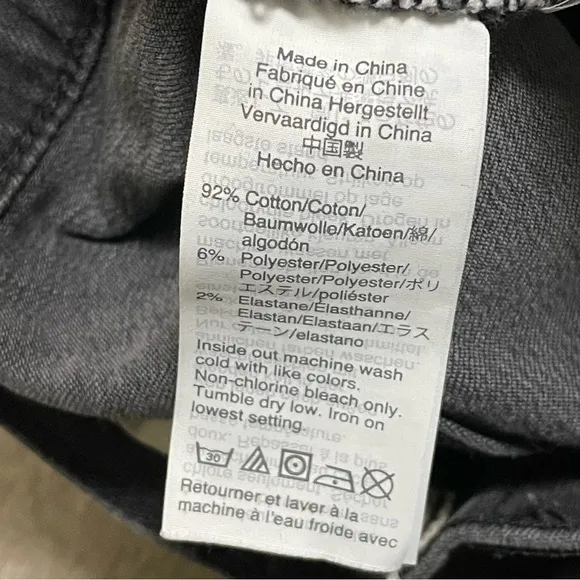 Made in China
Fabriqué en Chine
in China Hergestellt
Vervaardigd in China
中国製
Hecho en China
92% Cotton/Coton/
Baumwolle/Katoen/綿/
algodón
6% Polyester/Polyester/
Polyester/Polyester/ポリ
エステル/poliéster
2% Elastane/Élasthanne/
Elastan/Elastaan/エラス
テーン/elastano
Inside out machine wash
cold with like colors.
Non-chlorine bleach only.
Tumble dry low. Iron on
lowest setting.
30
Retourner et laver à la
machine à l'eau froide avec